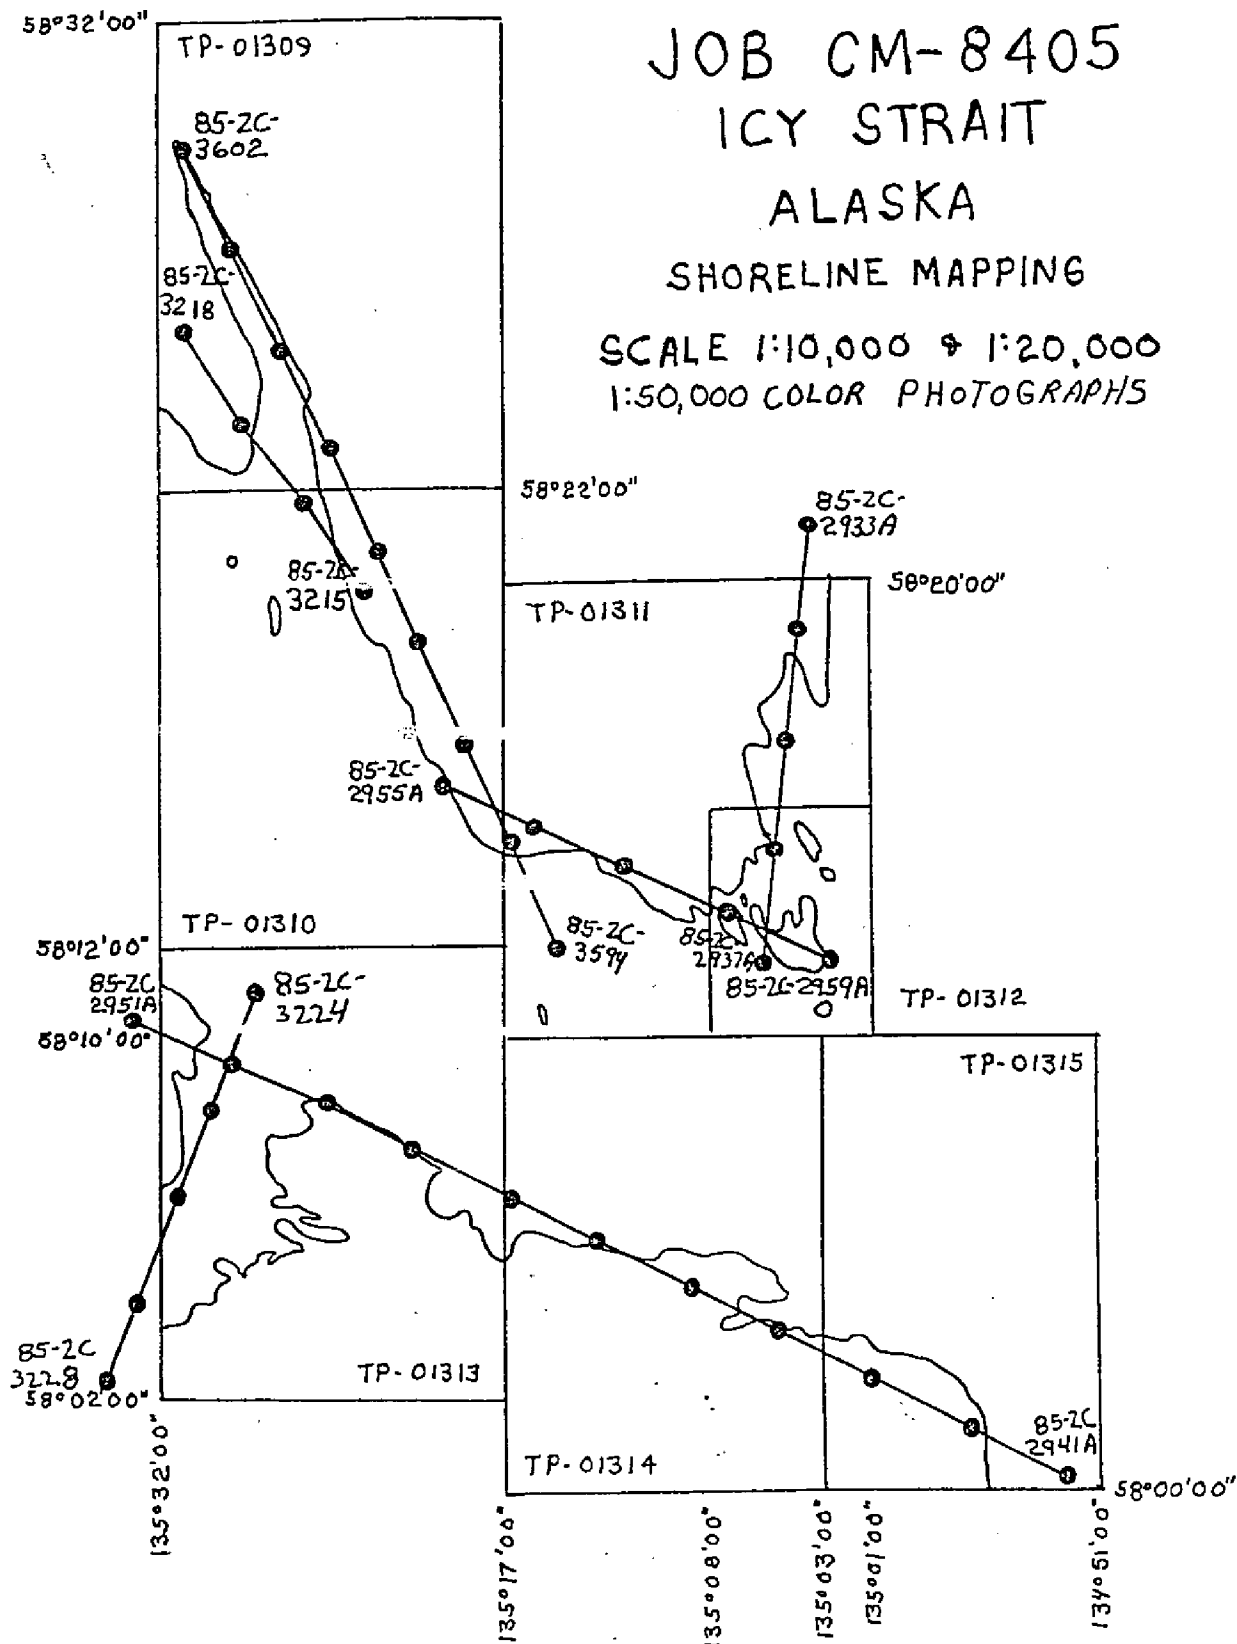 58°32'00"
TP-01309
JOB CM-8405
ICY STRAIT
ALASKA
SHORELINE MAPPING
SCALE 1:10,000 & 1:20,000
1:50,000 COLOR PHOTOGRAPHS
85-2C-
3602
85-2C-
3218
58°22'00"
85-2C-
2933A
85-2C-
3215
58°20'00"
TP-01311
85-2C-
2955A
TP-01310
58°12'00"
85-2C-
3594
85-2C-
2937A
85-2C-2959A
TP-01312
85-2C
2951A
85-2C-
3224
58°10'00"
TP-01315
85-2C
3228
58°02'00"
TP-01313
TP-01314
85-2C
2941A
58°00'00"
135°32'00"
135°17'00"
135°08'00"
135°03'00"
135°01'00"
134°51'00"